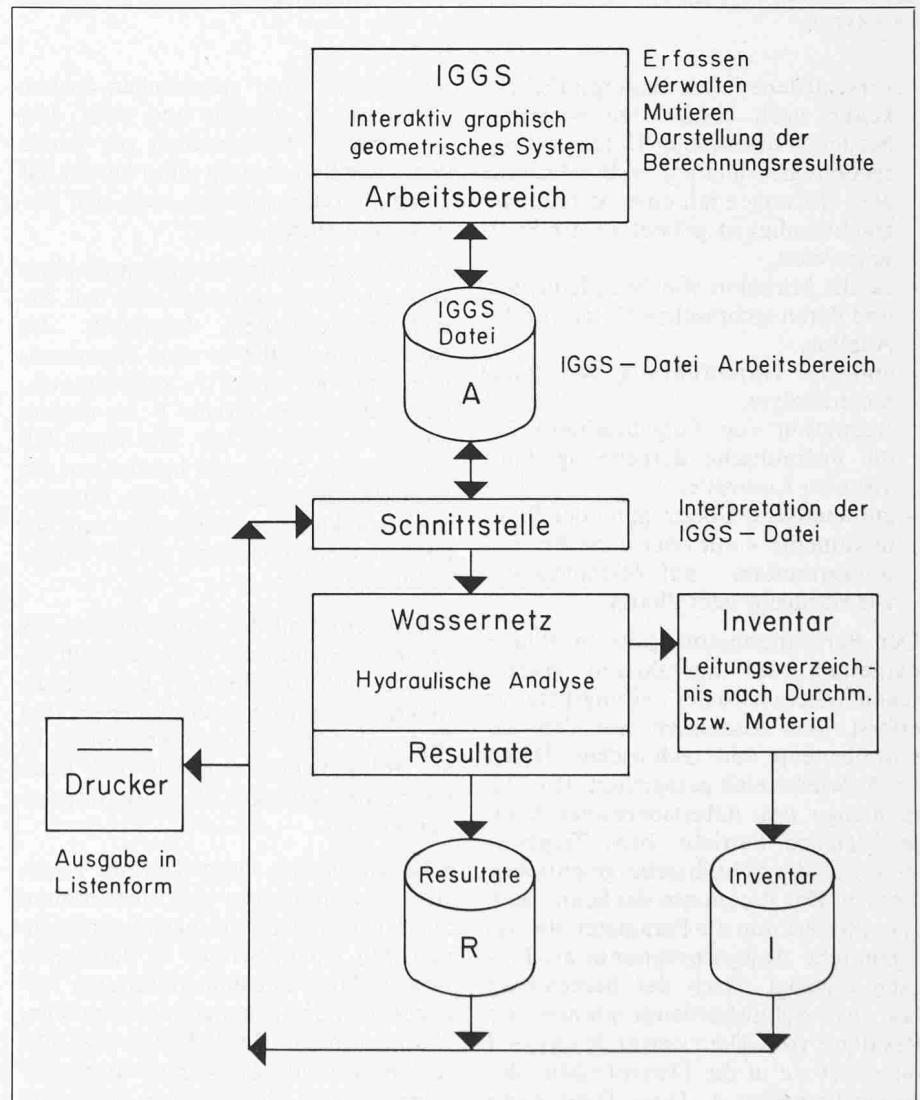 IGGS
Interaktiv graphisch
geometrisches System
Arbeitsbereich
Erfassen
Verwalten
Mutieren
Darstellung der
Berechnungsresultate
IGGS
Datei
A
IGGS – Datei Arbeitsbereich
Schnittstelle
Interpretation der
IGGS – Datei
Wassernetz
Hydraulische Analyse
Resultate
Inventar
Leitungsverzeich-
nis nach Durchm.
bzw. Material
Drucker
Ausgabe in
Listenform
Resultate
R
Inventar
I